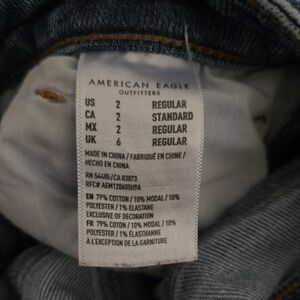 AMERICAN EAGLE
OUTFITTERS
US 2 REGULAR
CA 2 STANDARD
MX 2 REGULAR
UK 6 REGULAR
MADE IN CHINA / FABRIQUÉ EN CHINE /
HECHO EN CHINA
RN 54485/CA 03073
RFC# AEM120605U9A
EN 79% COTTON / 10% MODAL / 10%
POLYESTER / 1% ELASTANE
EXCLUSIVE OF DECORATION
FR 79% COTTON / 10% MODAL / 10%
POLYESTER / 1% ÉLASTHANNE
À L'EXCEPTION DE LA GARNITURE